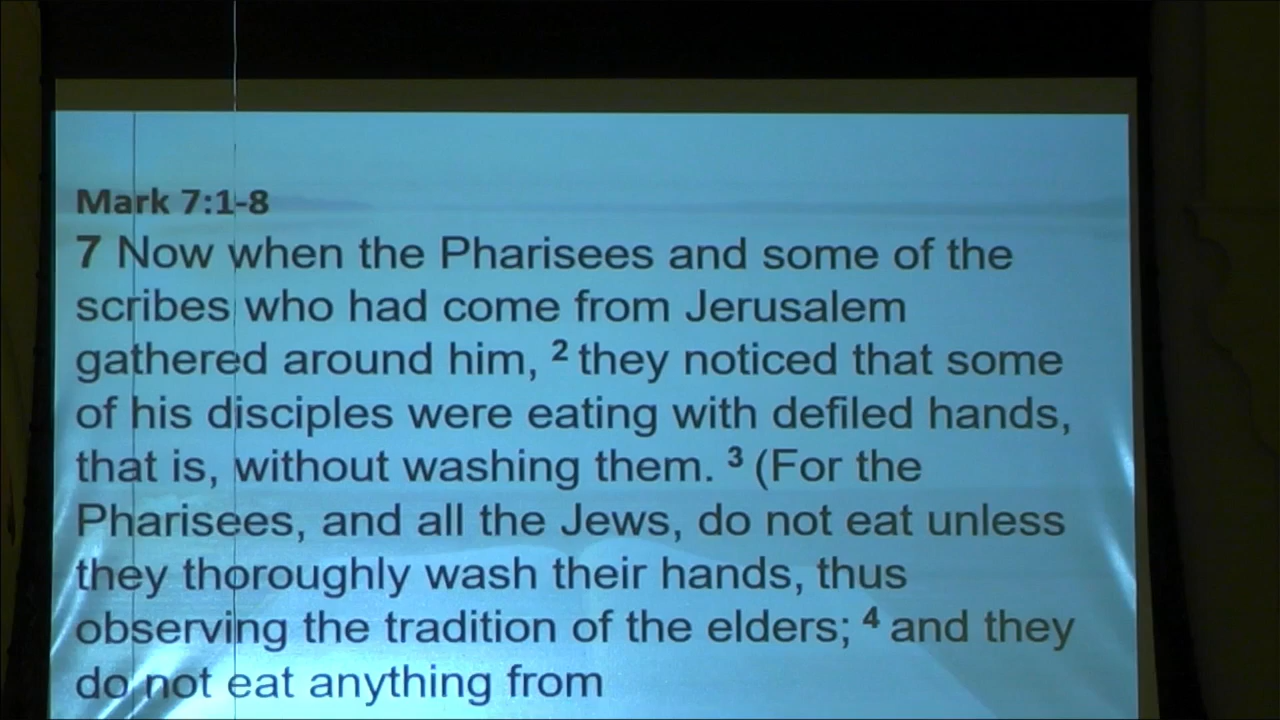 Mark 7:1-8
7 Now when the Pharisees and some of the
scribes who had come from Jerusalem
gathered around him, 2 they noticed that some
of his disciples were eating with defiled hands,
that is, without washing them. 3 (For the
Pharisees, and all the Jews, do not eat unless
they thoroughly wash their hands, thus
observing the tradition of the elders; 4 and they
do not eat anything from